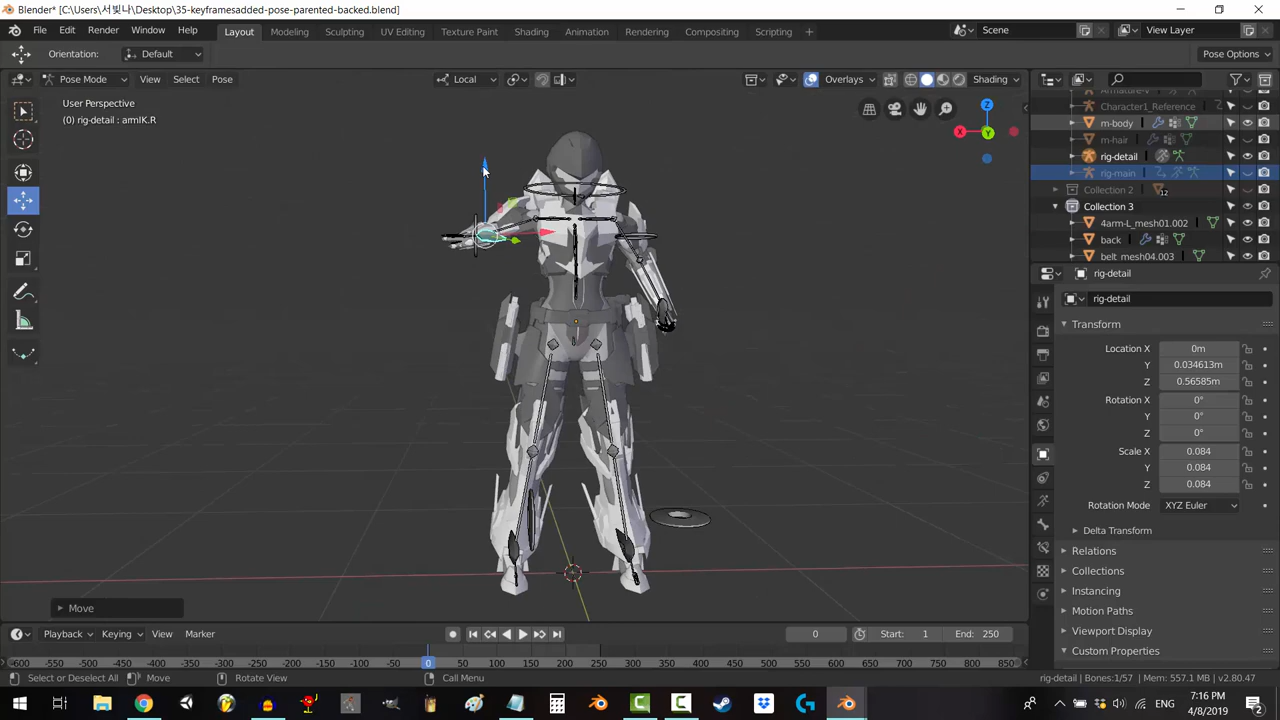 Blender* [C:\Users\서빛나\Desktop\35-keyframesadded-pose-parented-backed.blend]
File Edit Render Window Help Layout Modeling Sculpting UV Editing Texture Paint Shading Animation Rendering Compositing Scripting + Scene View Layer
Orientation: Default Pose Options
Pose Mode View Select Pose Local Overlays Shading
User Perspective
(0) rig-detail : armIK.R
Z
X
Y
Character1_Reference
m-body
m-hair
rig-detail
rig-main
Collection 2 12
Collection 3
4arm-L_mesh01.002
back
belt_mesh04.003
rig-detail
rig-detail
Transform
Location X 0m
Y 0.034613m
Z 0.56585m
Rotation X 0°
Y 0°
Z 0°
Scale X 0.084
Y 0.084
Z 0.084
Rotation Mode XYZ Euler
Delta Transform
Relations
Collections
Instancing
Motion Paths
Viewport Display
Custom Properties
Move
Playback Keying View Marker 0 Start: 1 End: 250
-600 -550 -500 -450 -400 -350 -300 -250 -200 -150 -100 -50 0 50 100 150 200 250 300 350 400 450 500 550 600 650 700 750 800 850
Select or Deselect All Move Rotate View Call Menu rig-detail | Bones:1/57 | Mem: 557.1 MB | v2.80.47
ENG 7:16 PM
4/8/2019 2